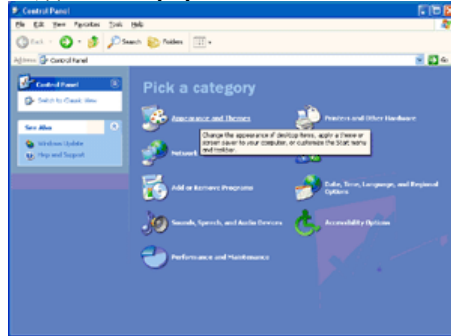 Control Panel
File Edit View Favorites Tools Help
Back Search Folders
Address Control Panel Go
Control Panel
Switch to Classic View
See Also
Windows Update
Help and Support
Pick a category
Appearance and Themes
Printers and Other Hardware
Change the appearance of desktop items, apply a theme or
screen saver to your computer, or customize the Start menu
and taskbar.
Network
Add or Remove Programs
Date, Time, Language, and Regional
Options
Sounds, Speech, and Audio Devices
Accessibility Options
Performance and Maintenance